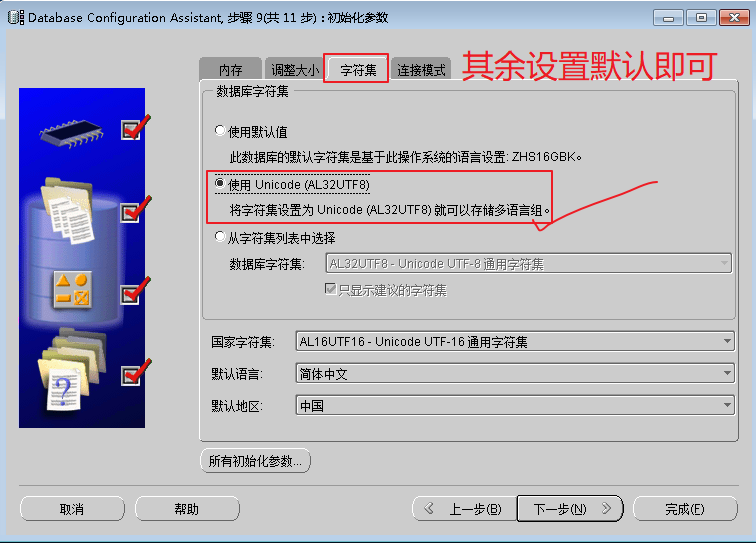 Database Configuration Assistant, 步骤 9(共 11 步) : 初始化参数
内存
调整大小
字符集
连接模式
其余设置默认即可
数据库字符集
使用默认值
此数据库的默认字符集是基于此操作系统的语言设置: ZHS16GBK。
使用 Unicode (AL32UTF8)
将字符集设置为 Unicode (AL32UTF8) 就可以存储多语言组。
从字符集列表中选择
数据库字符集: AL32UTF8 - Unicode UTF-8 通用字符集
只显示建议的字符集
国家字符集: AL16UTF16 - Unicode UTF-16 通用字符集
默认语言: 简体中文
默认地区: 中国
所有初始化参数...
取消
帮助
上一步(B)
下一步(N)
完成(F)